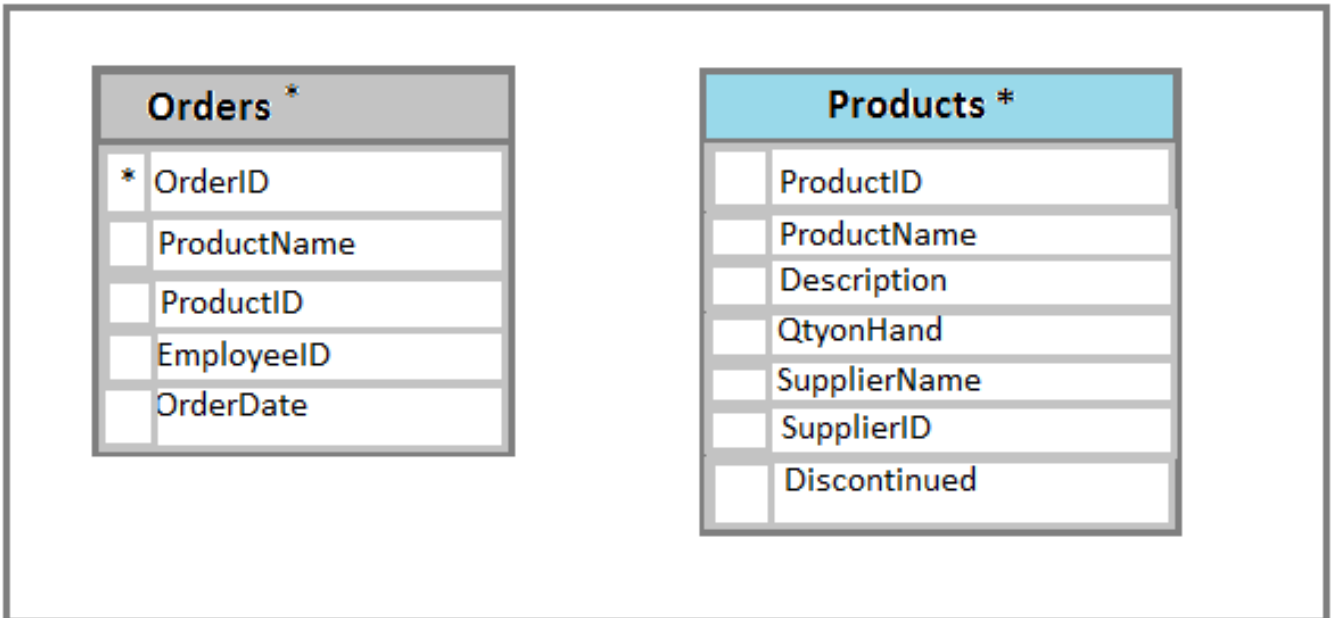 Orders *
* OrderID
ProductName
ProductID
EmployeeID
OrderDate
Products *
ProductID
ProductName
Description
QtyonHand
SupplierName
SupplierID
Discontinued